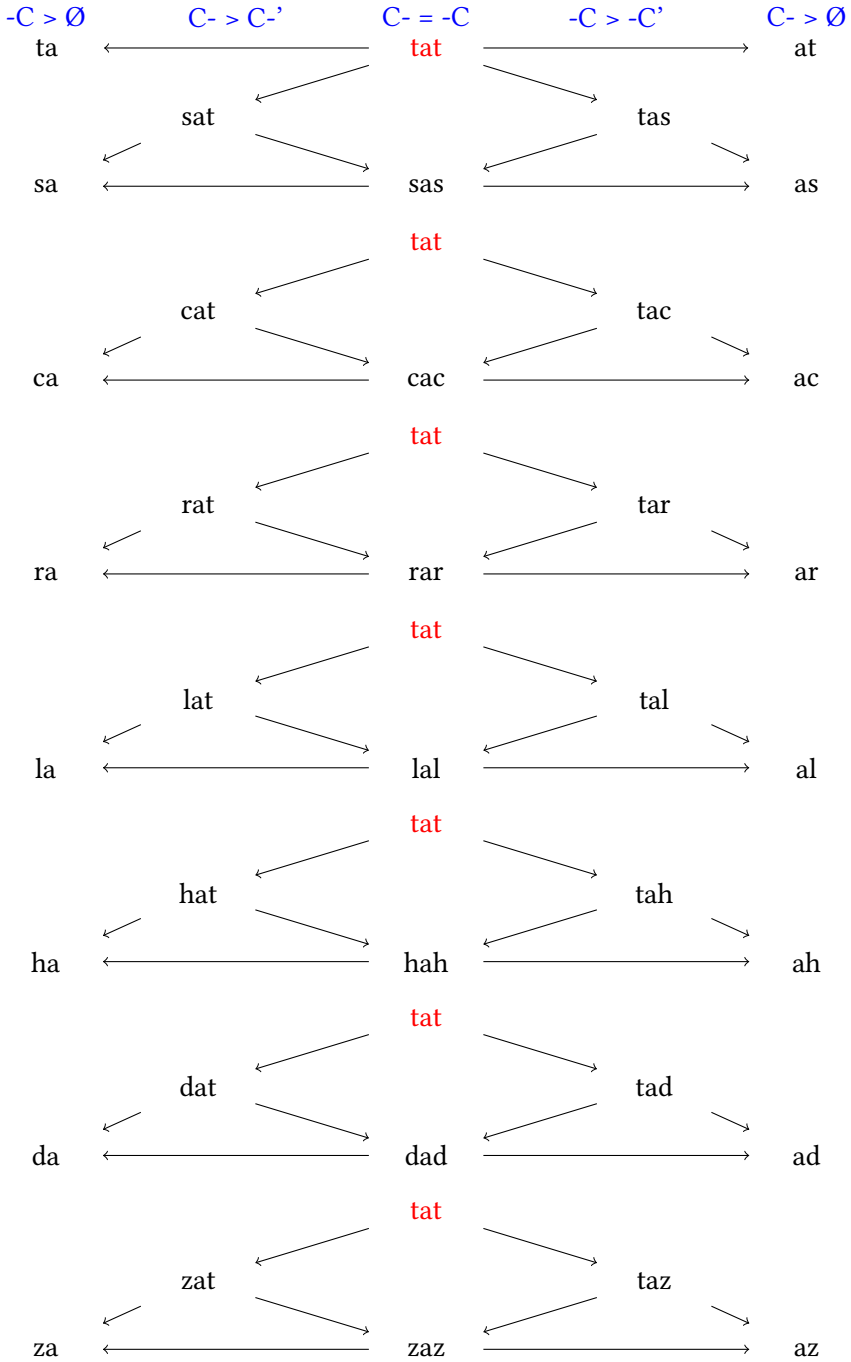 -C > Ø C- > C-’ C- = -C -C > -C’ C- > Ø
ta tat at
sat tas
sa sas as
tat
cat tac
ca cac ac
tat
rat tar
ra rar ar
tat
lat tal
la lal al
tat
hat tah
ha hah ah
tat
dat tad
da dad ad
tat
zat taz
za zaz az